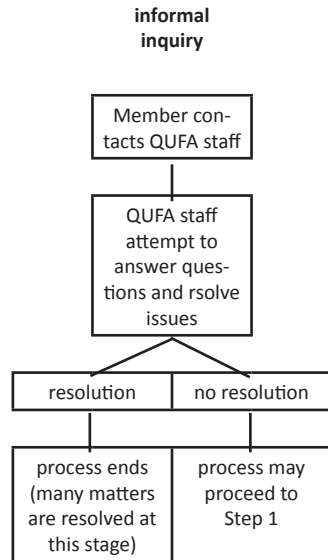 informal
inquiry
Member con-
tacts QUFA staff
QUFA staff
attempt to
answer ques-
tions and rsolve
issues
resolution
no resolution
process ends
(many matters
are resolved at
this stage)
process may
proceed to
Step 1